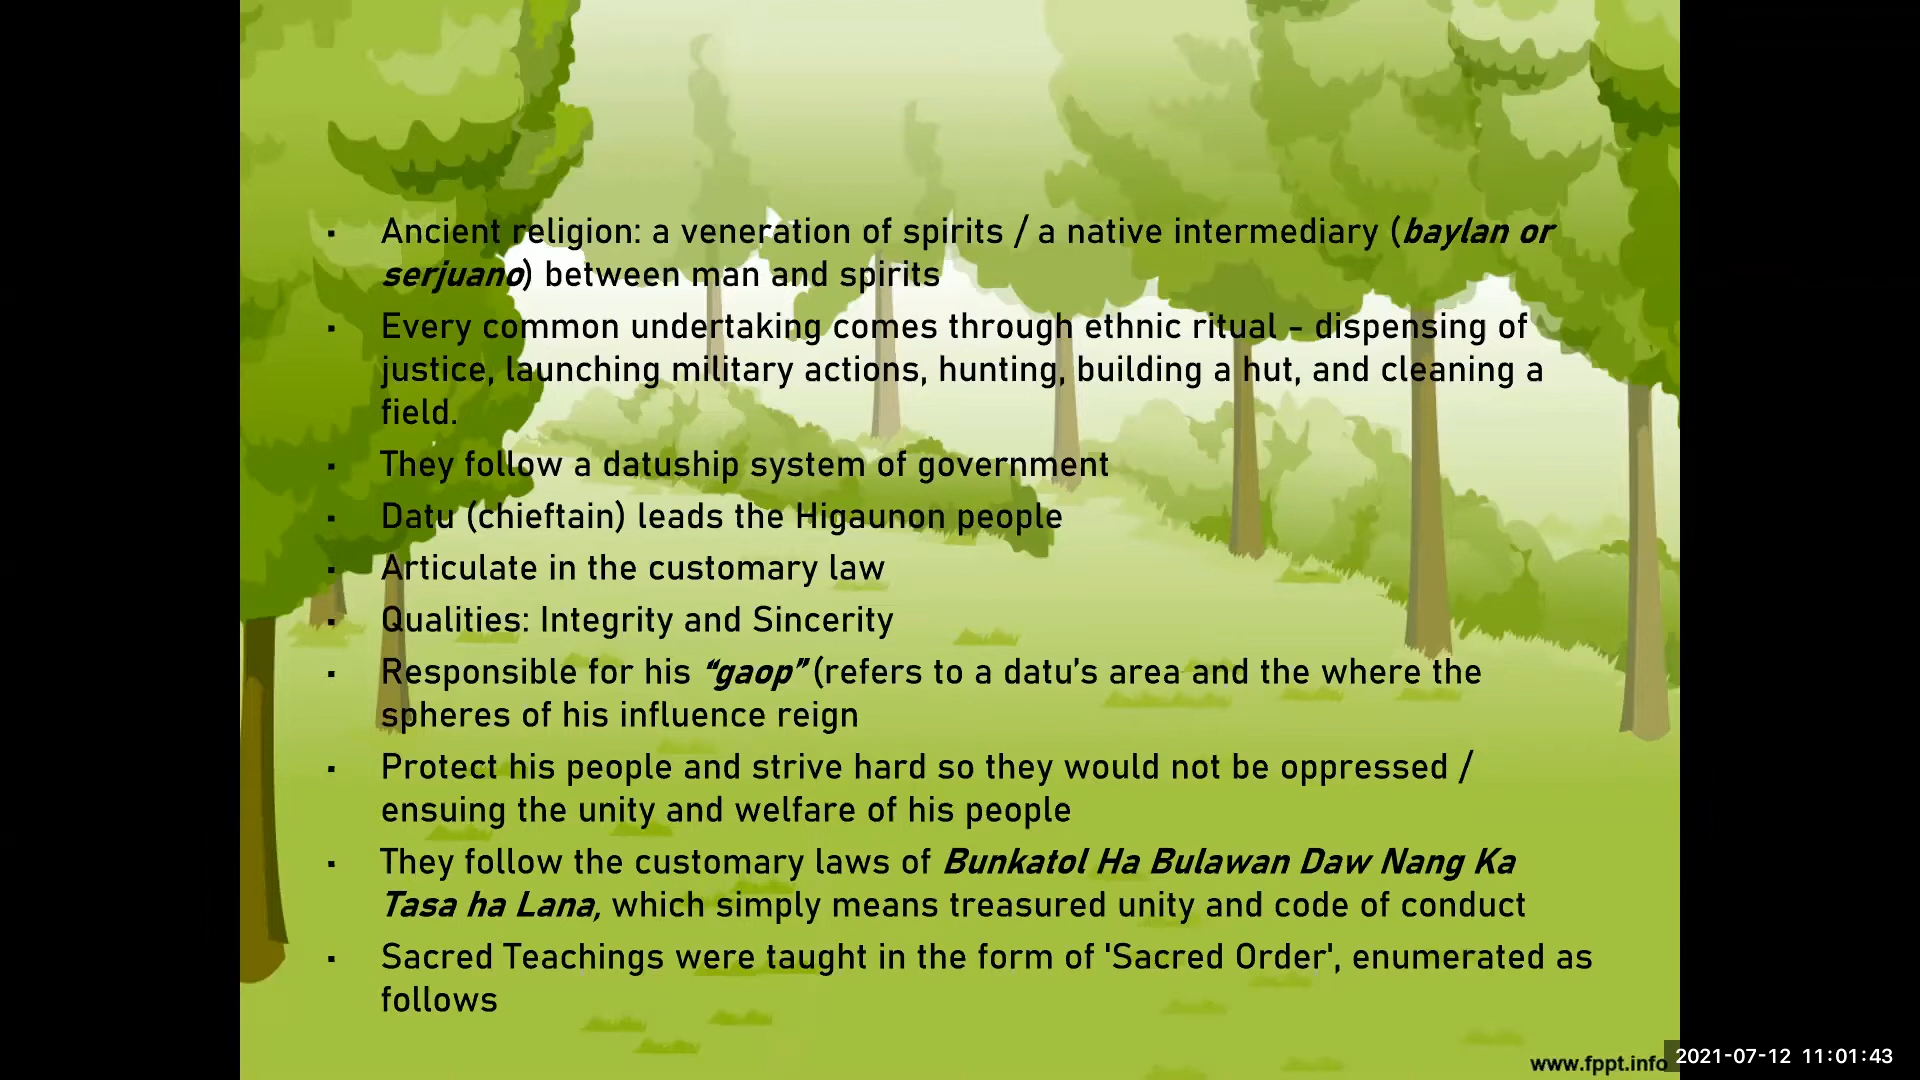 ▪ Ancient religion: a veneration of spirits / a native intermediary (baylan or
serjuano) between man and spirits
▪ Every common undertaking comes through ethnic ritual - dispensing of
justice, launching military actions, hunting, building a hut, and cleaning a
field.
▪ They follow a datuship system of government
▪ Datu (chieftain) leads the Higaunon people
▪ Articulate in the customary law
▪ Qualities: Integrity and Sincerity
▪ Responsible for his “gaop” (refers to a datu’s area and the where the
spheres of his influence reign
▪ Protect his people and strive hard so they would not be oppressed /
ensuing the unity and welfare of his people
▪ They follow the customary laws of Bunkatol Ha Bulawan Daw Nang Ka
Tasa ha Lana, which simply means treasured unity and code of conduct
▪ Sacred Teachings were taught in the form of 'Sacred Order', enumerated as
follows
www.fppt.info
2021-07-12 11:01:43